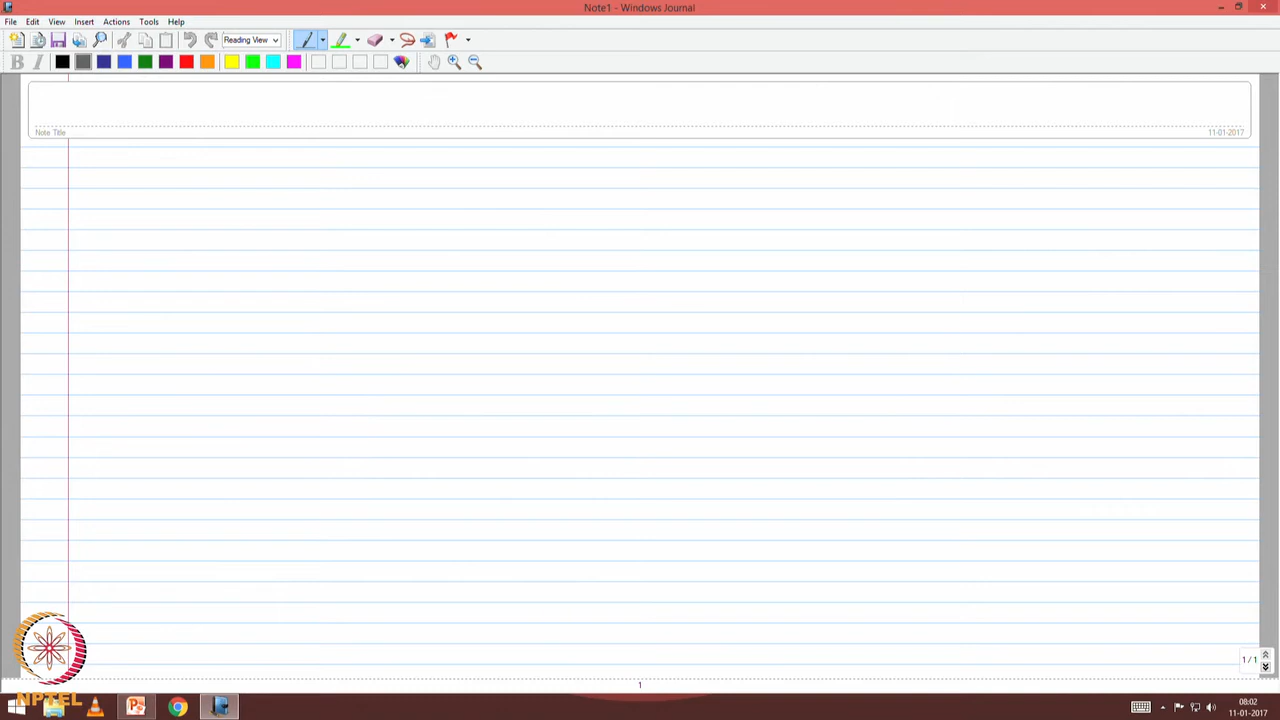 Note1 - Windows Journal
File Edit View Insert Actions Tools Help
Reading View
B I
Note Title 11-01-2017
1 / 1
1
NPTEL
08:02
11-01-2017